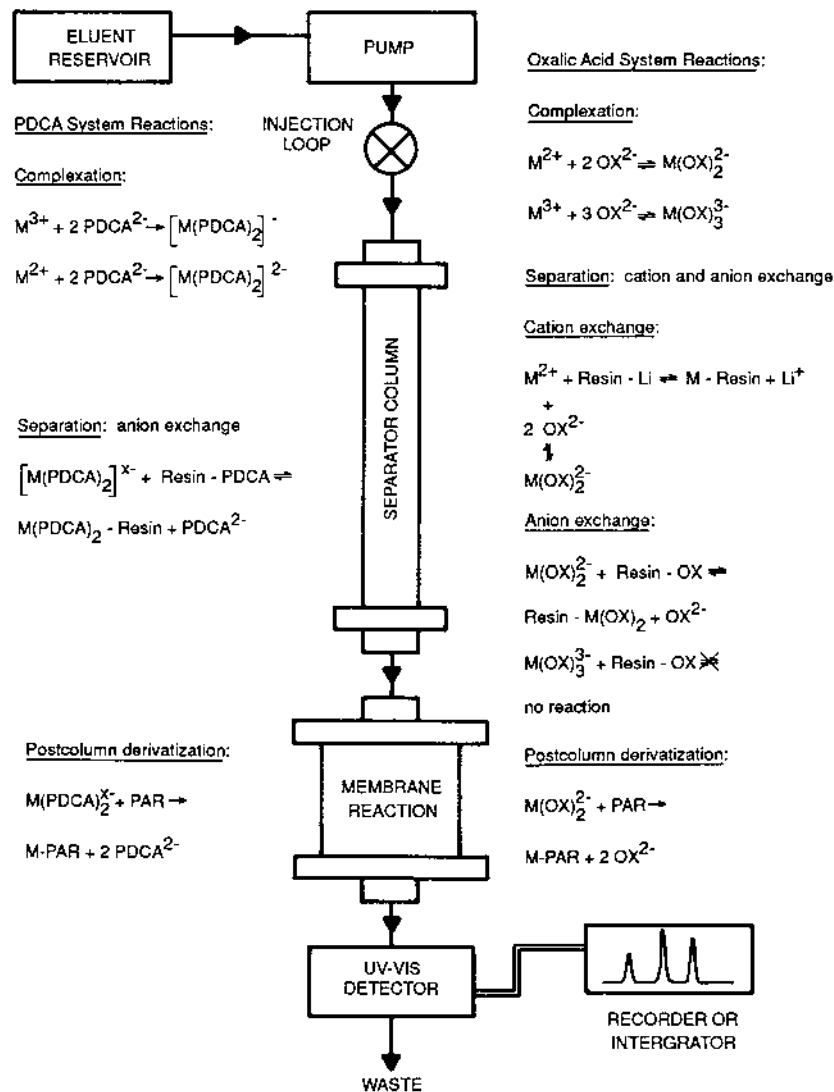 ELUENT
RESERVOIR
PUMP
INJECTION
LOOP
PDCA System Reactions:
Complexation:
M³⁺ + 2 PDCA²⁻→ [M(PDCA)₂]⁻
M²⁺ + 2 PDCA²⁻→ [M(PDCA)₂]²⁻
Separation: anion exchange
[M(PDCA)₂]ˣ⁻ + Resin - PDCA ⇌
M(PDCA)₂ - Resin + PDCA²⁻
Postcolumn derivatization:
M(PDCA)₂ˣ⁻ + PAR →
M-PAR + 2 PDCA²⁻
SEPARATOR COLUMN
MEMBRANE
REACTION
UV-VIS
DETECTOR
WASTE
Oxalic Acid System Reactions:
Complexation:
M²⁺ + 2 OX²⁻ ⇌ M(OX)₂²⁻
M³⁺ + 3 OX²⁻ ⇌ M(OX)₃³⁻
Separation: cation and anion exchange
Cation exchange:
M²⁺ + Resin - Li ⇌ M - Resin + Li⁺
+
2 OX²⁻
⥮
M(OX)₂²⁻
Anion exchange:
M(OX)₂²⁻ + Resin - OX ⇌
Resin - M(OX)₂ + OX²⁻
M(OX)₃³⁻ + Resin - OX ⇌̸
no reaction
Postcolumn derivatization:
M(OX)₂²⁻ + PAR →
M-PAR + 2 OX²⁻
RECORDER OR
INTERGRATOR